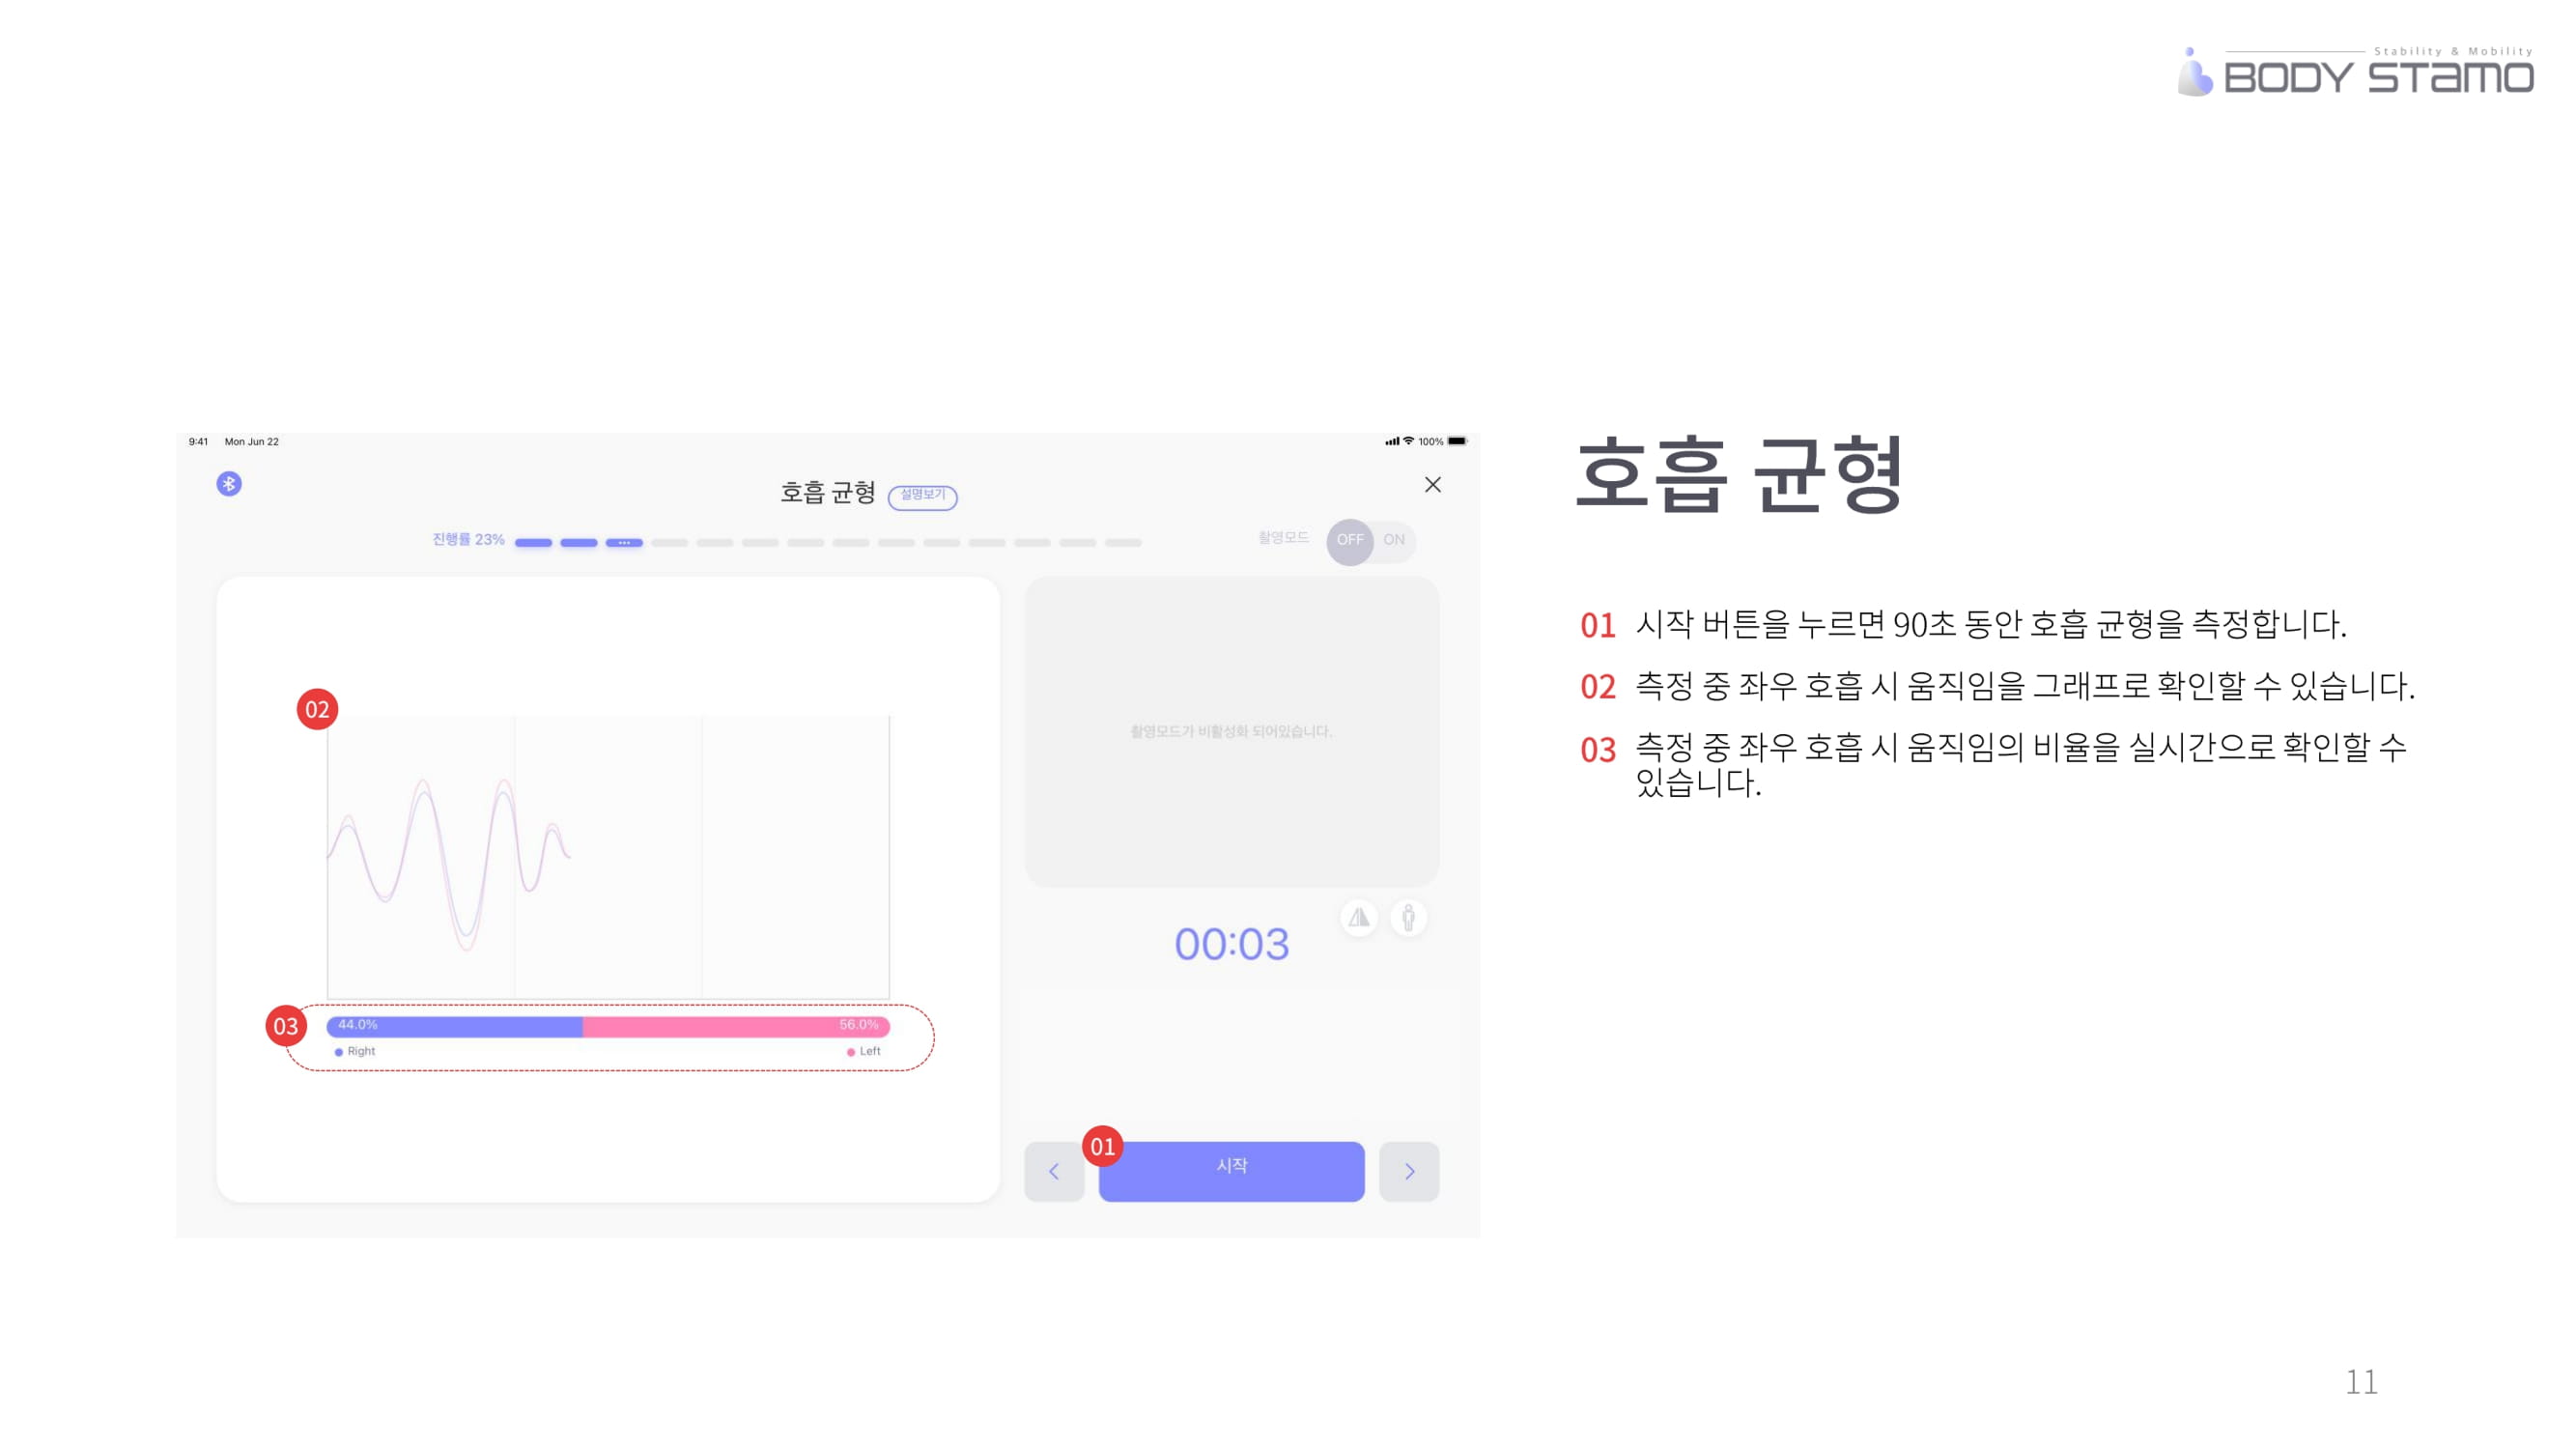 Stability & Mobility
BODY STamo
9:41 Mon Jun 22
100%
호흡 균형 설명보기
진행률 23%
촬영모드 OFF ON
촬영모드가 비활성화 되어있습니다.
02
00:03
03
44.0% 56.0%
Right Left
01
시작
호흡 균형
01 시작 버튼을 누르면 90초 동안 호흡 균형을 측정합니다.
02 측정 중 좌우 호흡 시 움직임을 그래프로 확인할 수 있습니다.
03 측정 중 좌우 호흡 시 움직임의 비율을 실시간으로 확인할 수
있습니다.
11